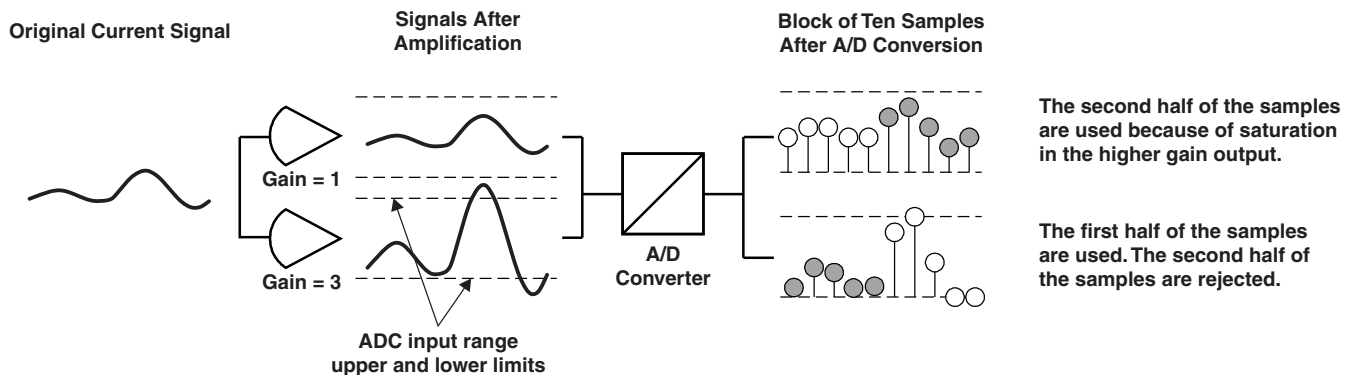 Original Current Signal
Signals After
Amplification
Block of Ten Samples
After A/D Conversion
Gain = 1
Gain = 3
ADC input range
upper and lower limits
A/D
Converter
The second half of the samples
are used because of saturation
in the higher gain output.
The first half of the samples
are used. The second half of
the samples are rejected.